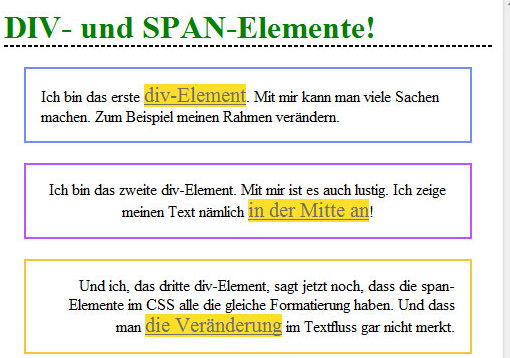 DIV- und SPAN-Elemente!
Ich bin das erste div-Element. Mit mir kann man viele Sachen
machen. Zum Beispiel meinen Rahmen verändern.
Ich bin das zweite div-Element. Mit mir ist es auch lustig. Ich zeige
meinen Text nämlich in der Mitte an!
Und ich, das dritte div-Element, sagt jetzt noch, dass die span-
Elemente im CSS alle die gleiche Formatierung haben. Und dass
man die Veränderung im Textfluss gar nicht merkt.